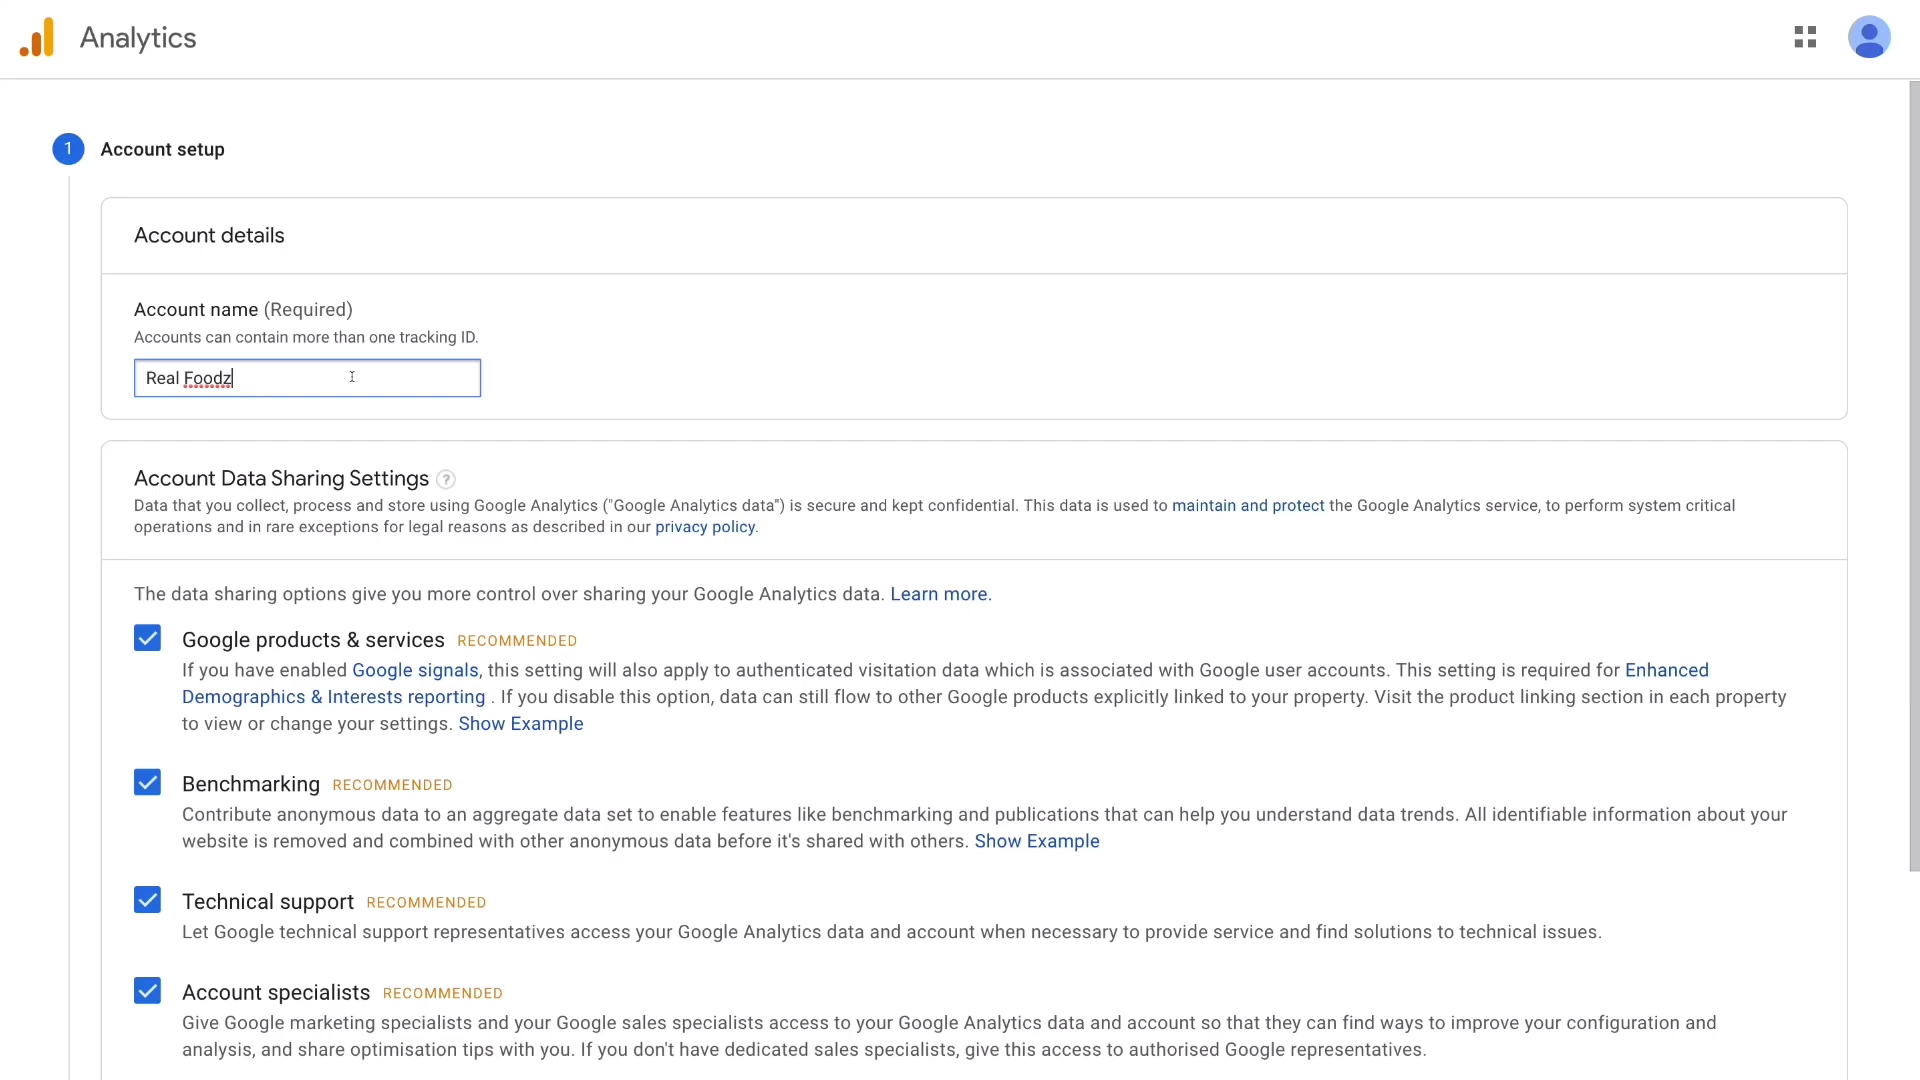 Analytics
1 Account setup
Account details
Account name (Required)
Accounts can contain more than one tracking ID.
Real Foodz
Account Data Sharing Settings ?
Data that you collect, process and store using Google Analytics ("Google Analytics data") is secure and kept confidential. This data is used to maintain and protect the Google Analytics service, to perform system critical
operations and in rare exceptions for legal reasons as described in our privacy policy.
The data sharing options give you more control over sharing your Google Analytics data. Learn more.
Google products & services RECOMMENDED
If you have enabled Google signals, this setting will also apply to authenticated visitation data which is associated with Google user accounts. This setting is required for Enhanced
Demographics & Interests reporting . If you disable this option, data can still flow to other Google products explicitly linked to your property. Visit the product linking section in each property
to view or change your settings. Show Example
Benchmarking RECOMMENDED
Contribute anonymous data to an aggregate data set to enable features like benchmarking and publications that can help you understand data trends. All identifiable information about your
website is removed and combined with other anonymous data before it's shared with others. Show Example
Technical support RECOMMENDED
Let Google technical support representatives access your Google Analytics data and account when necessary to provide service and find solutions to technical issues.
Account specialists RECOMMENDED
Give Google marketing specialists and your Google sales specialists access to your Google Analytics data and account so that they can find ways to improve your configuration and
analysis, and share optimisation tips with you. If you don't have dedicated sales specialists, give this access to authorised Google representatives.